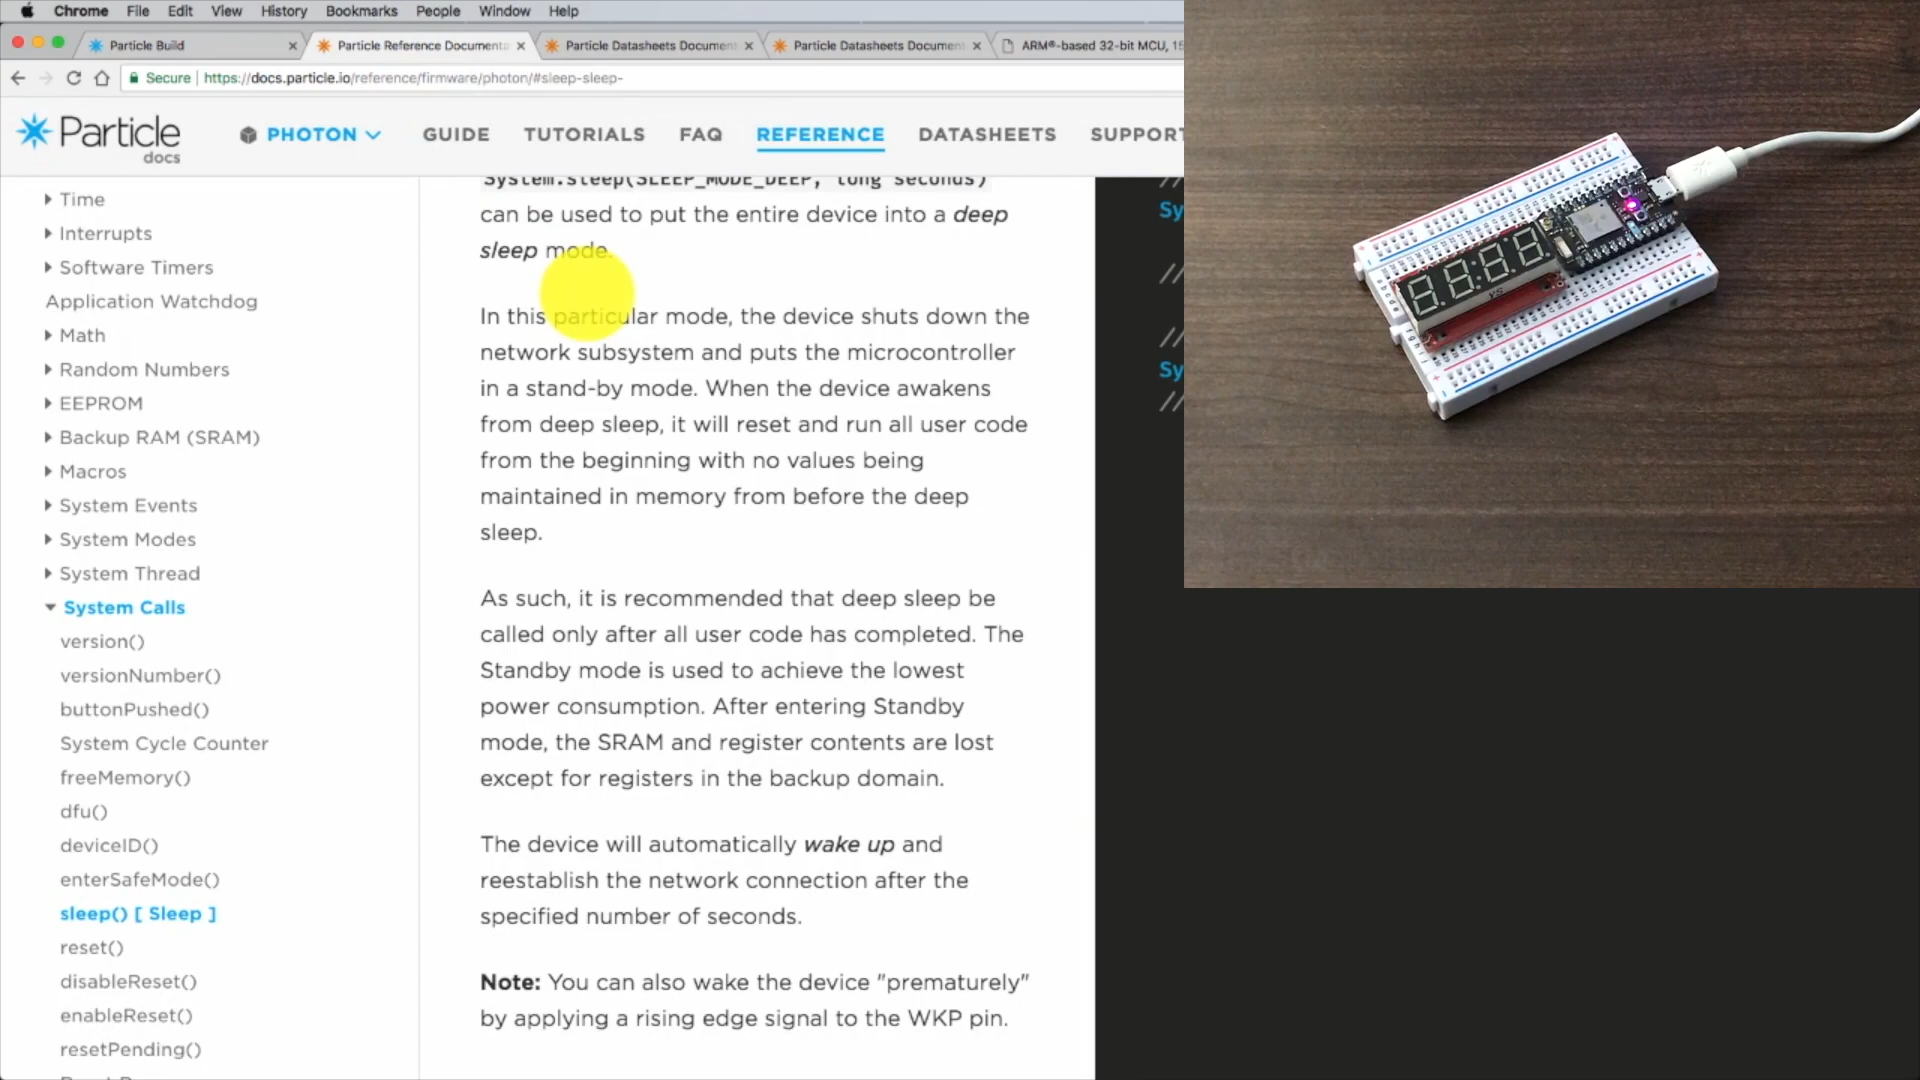 Chrome File Edit View History Bookmarks People Window Help
Particle Build
Particle Reference Documenta
Particle Datasheets Document
Particle Datasheets Document
ARM®-based 32-bit MCU, 15
Secure | https://docs.particle.io/reference/firmware/photon/#sleep-sleep-
Particle
docs
PHOTON GUIDE TUTORIALS FAQ REFERENCE DATASHEETS SUPPORT
Time
Interrupts
Software Timers
Application Watchdog
Math
Random Numbers
EEPROM
Backup RAM (SRAM)
Macros
System Events
System Modes
System Thread
System Calls
version()
versionNumber()
buttonPushed()
System Cycle Counter
freeMemory()
dfu()
deviceID()
enterSafeMode()
sleep() [ Sleep ]
reset()
disableReset()
enableReset()
resetPending()
System.sleep(SLEEP_MODE_DEEP, long seconds)
can be used to put the entire device into a deep
sleep mode.
In this particular mode, the device shuts down the
network subsystem and puts the microcontroller
in a stand-by mode. When the device awakens
from deep sleep, it will reset and run all user code
from the beginning with no values being
maintained in memory from before the deep
sleep.
As such, it is recommended that deep sleep be
called only after all user code has completed. The
Standby mode is used to achieve the lowest
power consumption. After entering Standby
mode, the SRAM and register contents are lost
except for registers in the backup domain.
The device will automatically wake up and
reestablish the network connection after the
specified number of seconds.
Note: You can also wake the device "prematurely"
by applying a rising edge signal to the WKP pin.
//
Sy
//
//
Sy
//